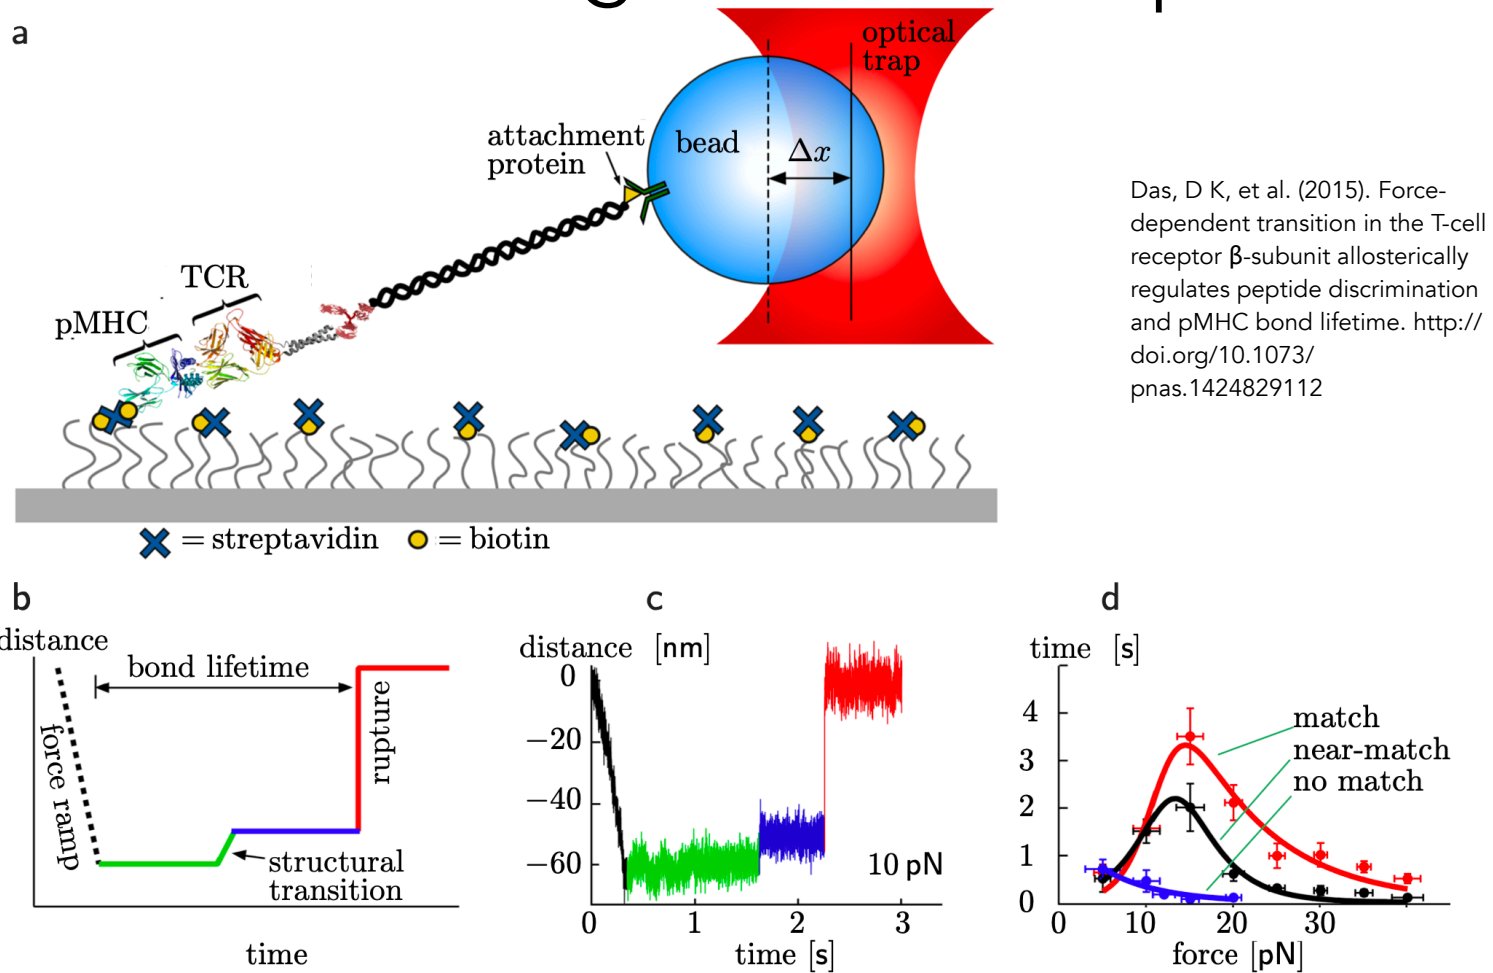 a
optical
trap
attachment
protein
bead
Δx
TCR
pMHC
= streptavidin
= biotin
Das, D K, et al. (2015). Force-
dependent transition in the T-cell
receptor β-subunit allosterically
regulates peptide discrimination
and pMHC bond lifetime. http://
doi.org/10.1073/
pnas.1424829112
b
distance
bond lifetime
force ramp
rupture
structural
transition
time
c
distance [nm]
0
−20
−40
−60
10 pN
0 1 2 3
time [s]
d
time [s]
4
3
2
1
0
match
near-match
no match
0 10 20 30
force [pN]